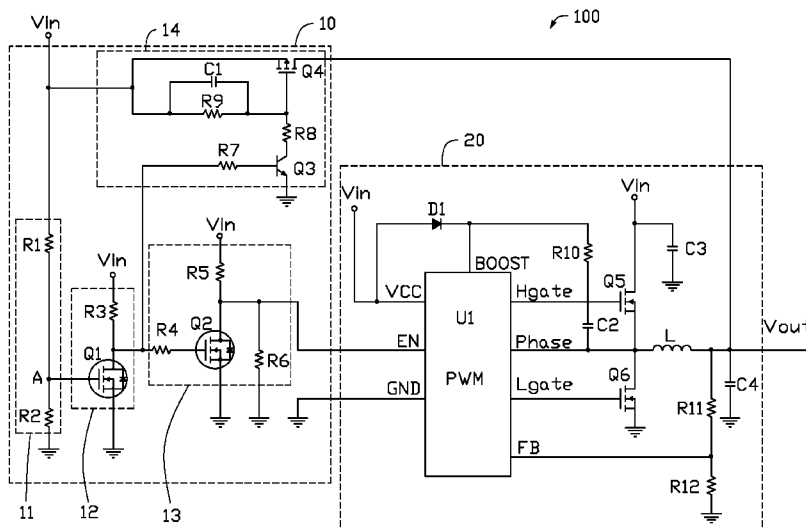 100
Vin
14
10
C1
Q4
R9
R8
R7
Q3
20
Vin
Vin
D1
Vin
R1
Vin
R5
R10
C3
BOOST
Q5
R3
VCC
U1
Hgate
C2
Q1
R4
Q2
EN
Phase
L
Vout
A
R6
PWM
Q6
C4
GND
Lgate
R2
R11
FB
R12
11
12
13